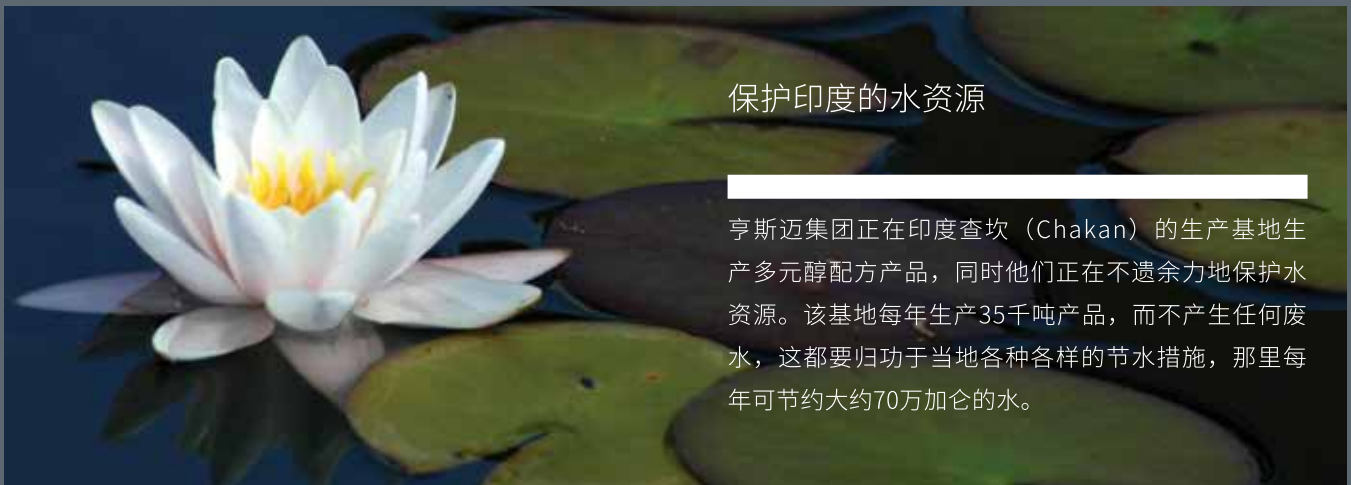 保护印度的水资源
亨斯迈集团正在印度查坎（Chakan）的生产基地生
产多元醇配方产品，同时他们正在不遗余力地保护水
资源。该基地每年生产35千吨产品，而不产生任何废
水，这都要归功于当地各种各样的节水措施，那里每
年可节约大约70万加仑的水。